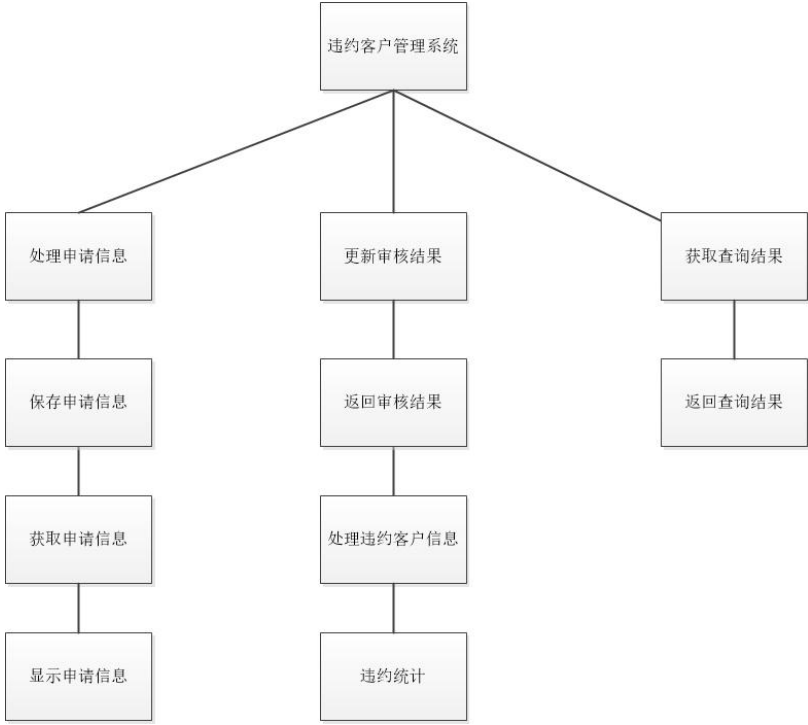 违约客户管理系统
处理申请信息
更新审核结果
获取查询结果
保存申请信息
返回审核结果
返回查询结果
获取申请信息
处理违约客户信息
显示申请信息
违约统计